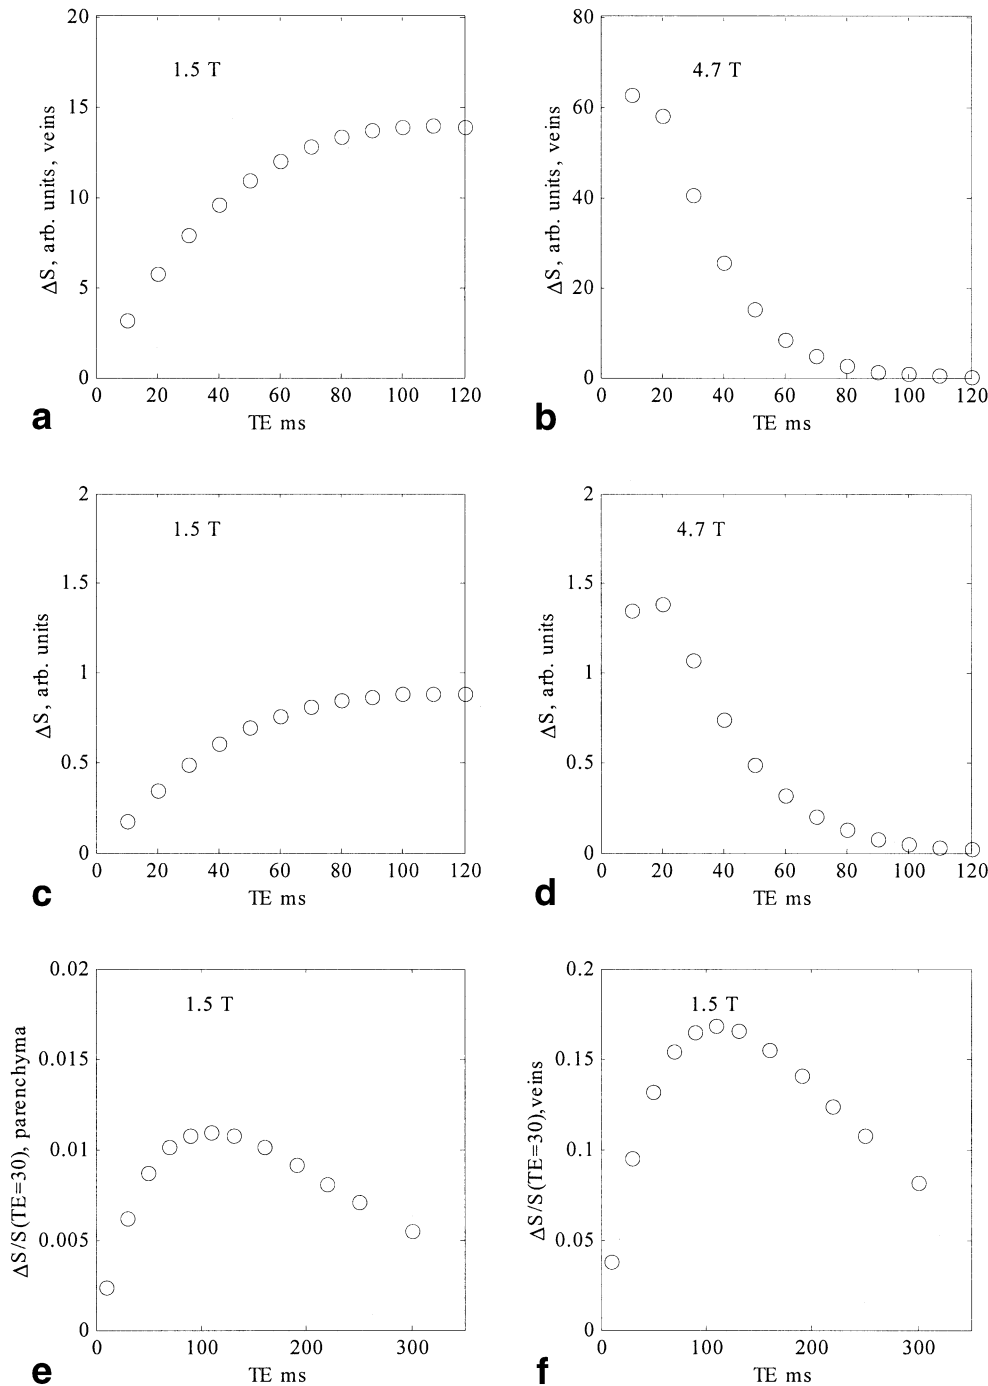 20
15
10
5
0
0 20 40 60 80 100 120
1.5 T
ΔS, arb. units, veins
TE ms
a
80
60
40
20
0
0 20 40 60 80 100 120
4.7 T
ΔS, arb. units, veins
TE ms
b
2
1.5
1
0.5
0
0 20 40 60 80 100 120
1.5 T
ΔS, arb. units
TE ms
c
2
1.5
1
0.5
0
0 20 40 60 80 100 120
4.7 T
ΔS, arb. units
TE ms
d
0.02
0.015
0.01
0.005
0
0 100 200 300
1.5 T
ΔS/S(TE=30), parenchyma
TE ms
e
0.2
0.15
0.1
0.05
0
0 100 200 300
1.5 T
ΔS/S(TE=30),veins
TE ms
f